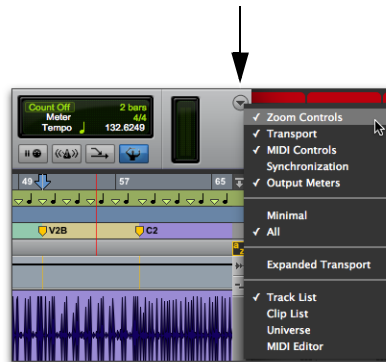 Count Off 2 bars
Meter 4/4
Tempo 132.6249
49 57 65
V2B C2
Zoom Controls
Transport
MIDI Controls
Synchronization
Output Meters
Minimal
All
Expanded Transport
Track List
Clip List
Universe
MIDI Editor
a
z